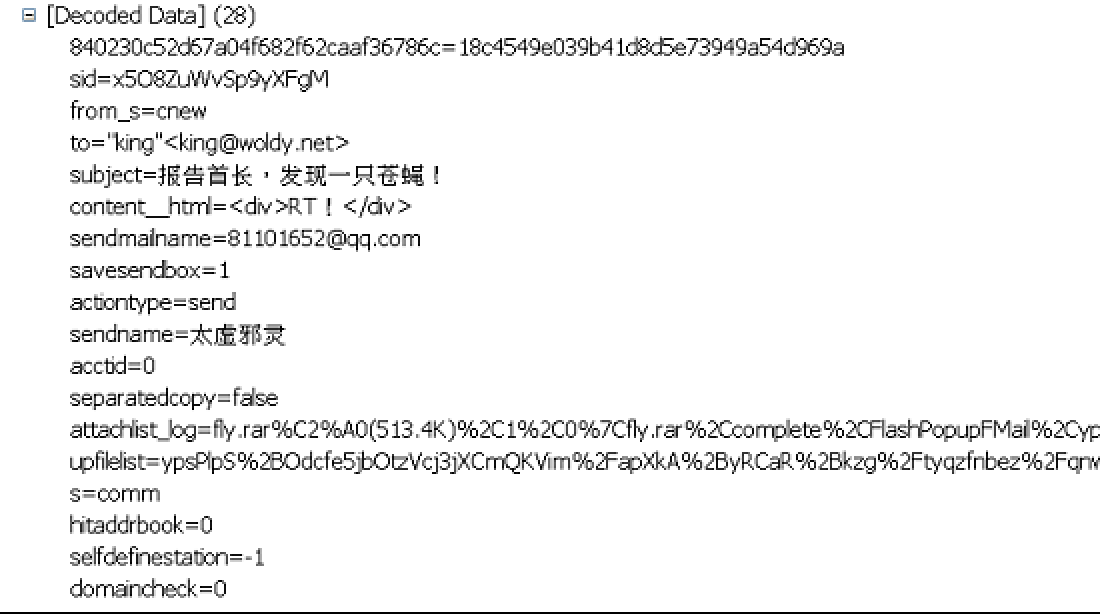 [Decoded Data] (28)
840230c52d67a04f682f62caaf36786c=18c4549e039b41d8d5e73949a54d969a
sid=x5O8ZuWvSp9yXFgM
from_s=cnew
to="king"<king@woldy.net>
subject=报告首长，发现一只苍蝇！
content__html=<div>RT！</div>
sendmailname=81101652@qq.com
savesendbox=1
actiontype=send
sendname=太虚邪灵
acctid=0
separatedcopy=false
attachlist_log=fly.rar%C2%A0(513.4K)%2C1%2C0%7Cfly.rar%2Ccomplete%2CFlashPopupFMail%2Cyp
upfilelist=ypsPlpS%2BOdcfe5jbOtzVcj3jXCmQKVim%2FapXkA%2ByRCaR%2Bkzg%2Ftyqzfnbez%2Fqnw
s=comm
hitaddrbook=0
selfdefinestation=-1
domaincheck=0